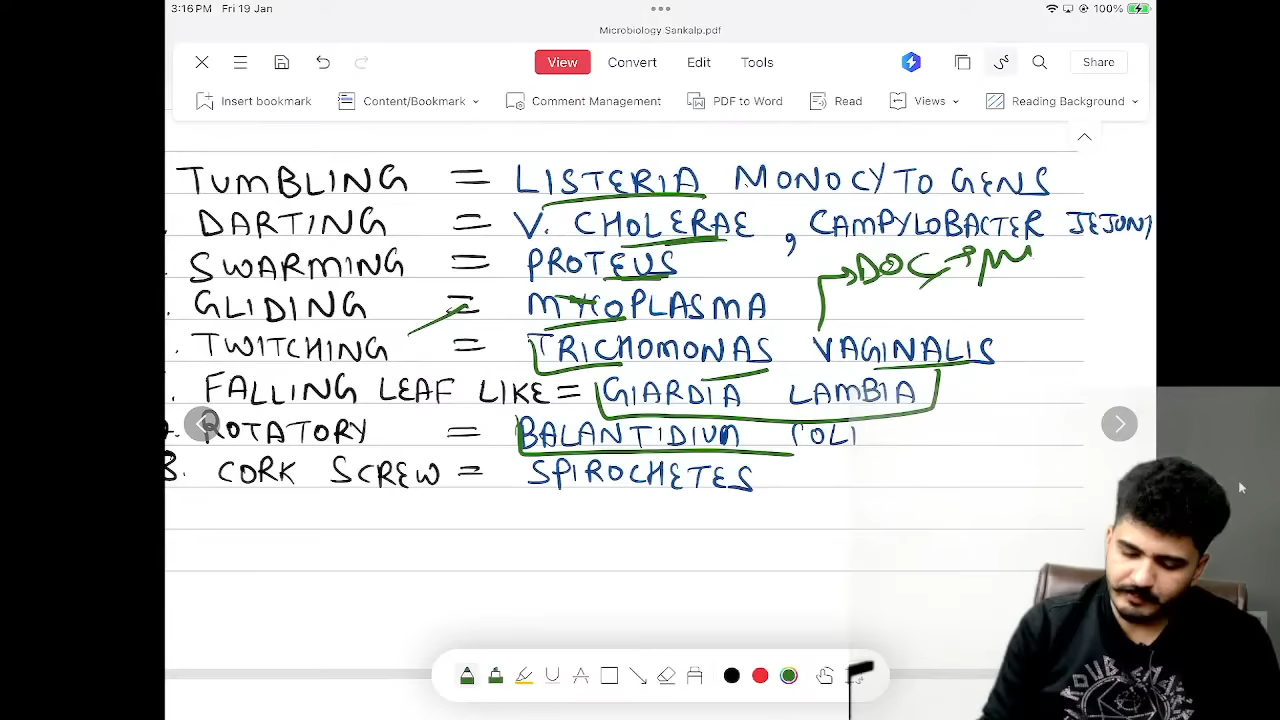 3:16 PM Fri 19 Jan
100%
Microbiology Sankalp.pdf
View Convert Edit Tools Share
Insert bookmark Content/Bookmark Comment Management PDF to Word Read Views Reading Background
TUMBLING = LISTERIA MONOCYTOGENS
DARTING = V. CHOLERAE , CAMPYLOBACTER JEJUNI
SWARMING = PROTEUS
DOC → M
GLIDING = MYCOPLASMA
TWITCHING = TRICHOMONAS VAGINALIS
FALLING LEAF LIKE = GIARDIA LAMBIA
ROTATORY = BALANTIDIUM COLI
8. CORK SCREW = SPIROCHETES